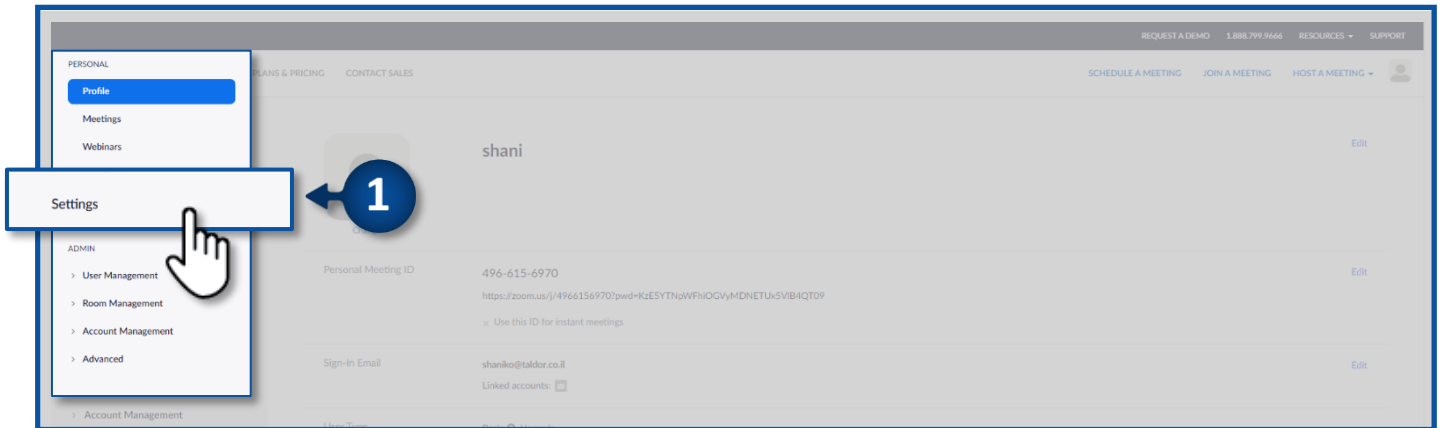 REQUEST A DEMO 1.888.799.9666 RESOURCES SUPPORT
PLANS & PRICING CONTACT SALES
SCHEDULE A MEETING JOIN A MEETING HOST A MEETING
PERSONAL
Profile
Meetings
Webinars
Settings
1
ADMIN
User Management
Room Management
Account Management
Advanced
Account Management
shani
Edit
Personal Meeting ID
496-615-6970
Edit
https://zoom.us/j/4966156970?pwd=KzE5YTNpWFhiOGVyMDNETUx5VlB4QT09
Use this ID for instant meetings
Sign-In Email
shaniko@taldor.co.il
Edit
Linked accounts: